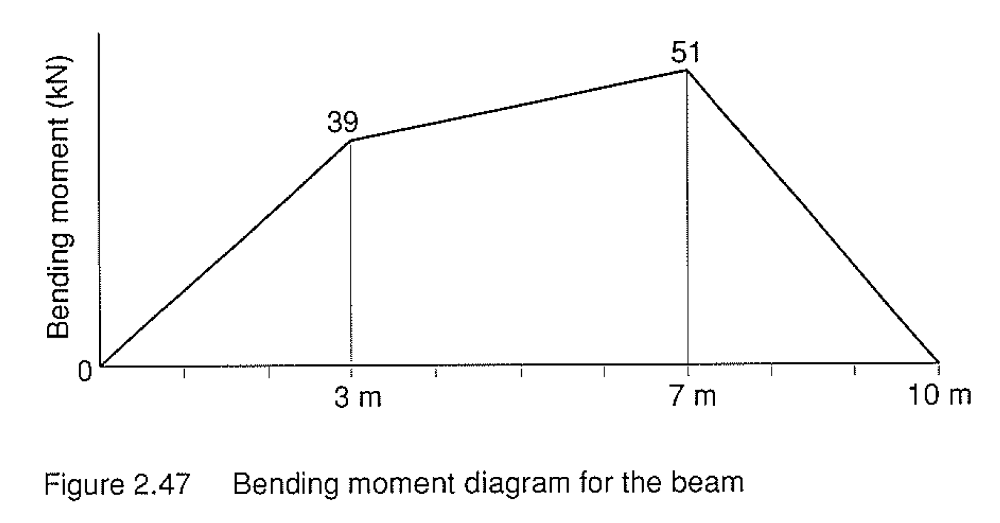 51
39
Bending moment (kN)
0
3 m
7 m
10 m
Figure 2.47 Bending moment diagram for the beam